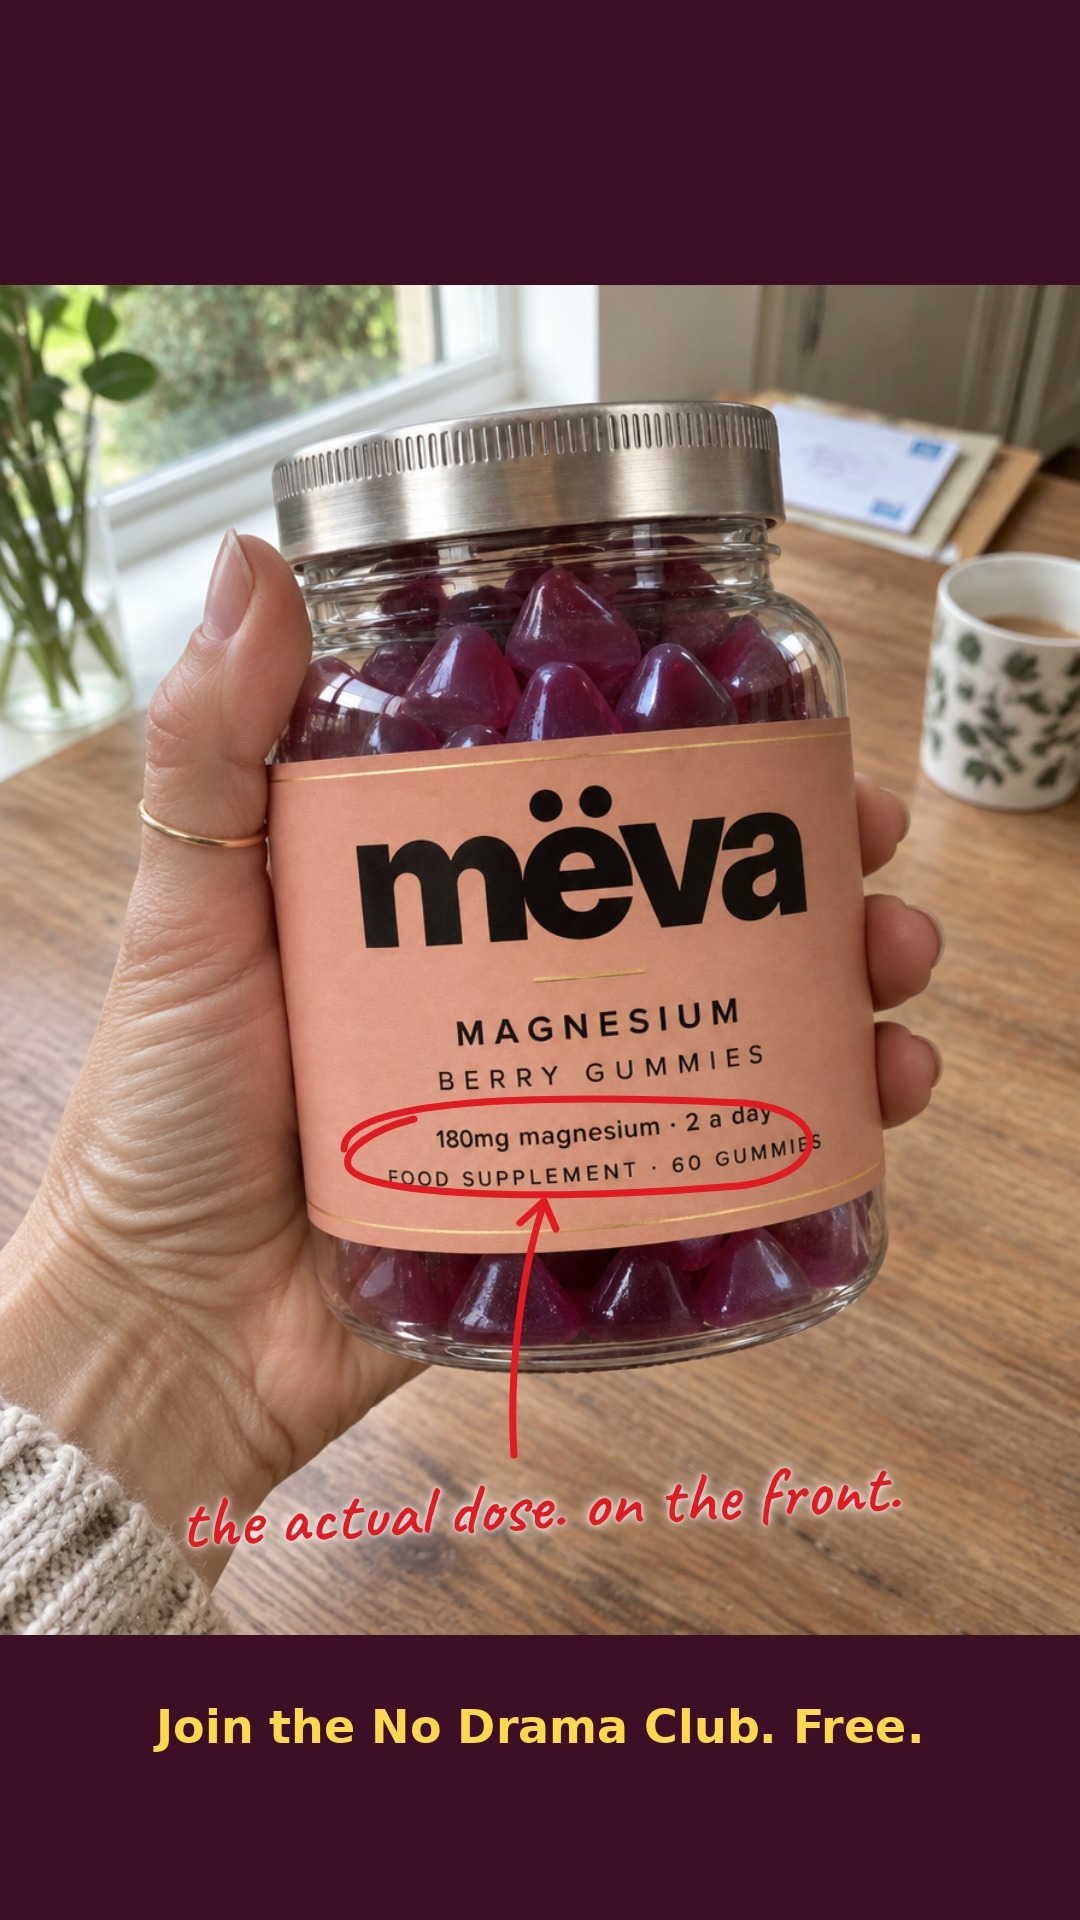 mëva
MAGNESIUM
BERRY GUMMIES
180mg magnesium · 2 a day
FOOD SUPPLEMENT · 60 GUMMIES
the actual dose. on the front.
Join the No Drama Club. Free.